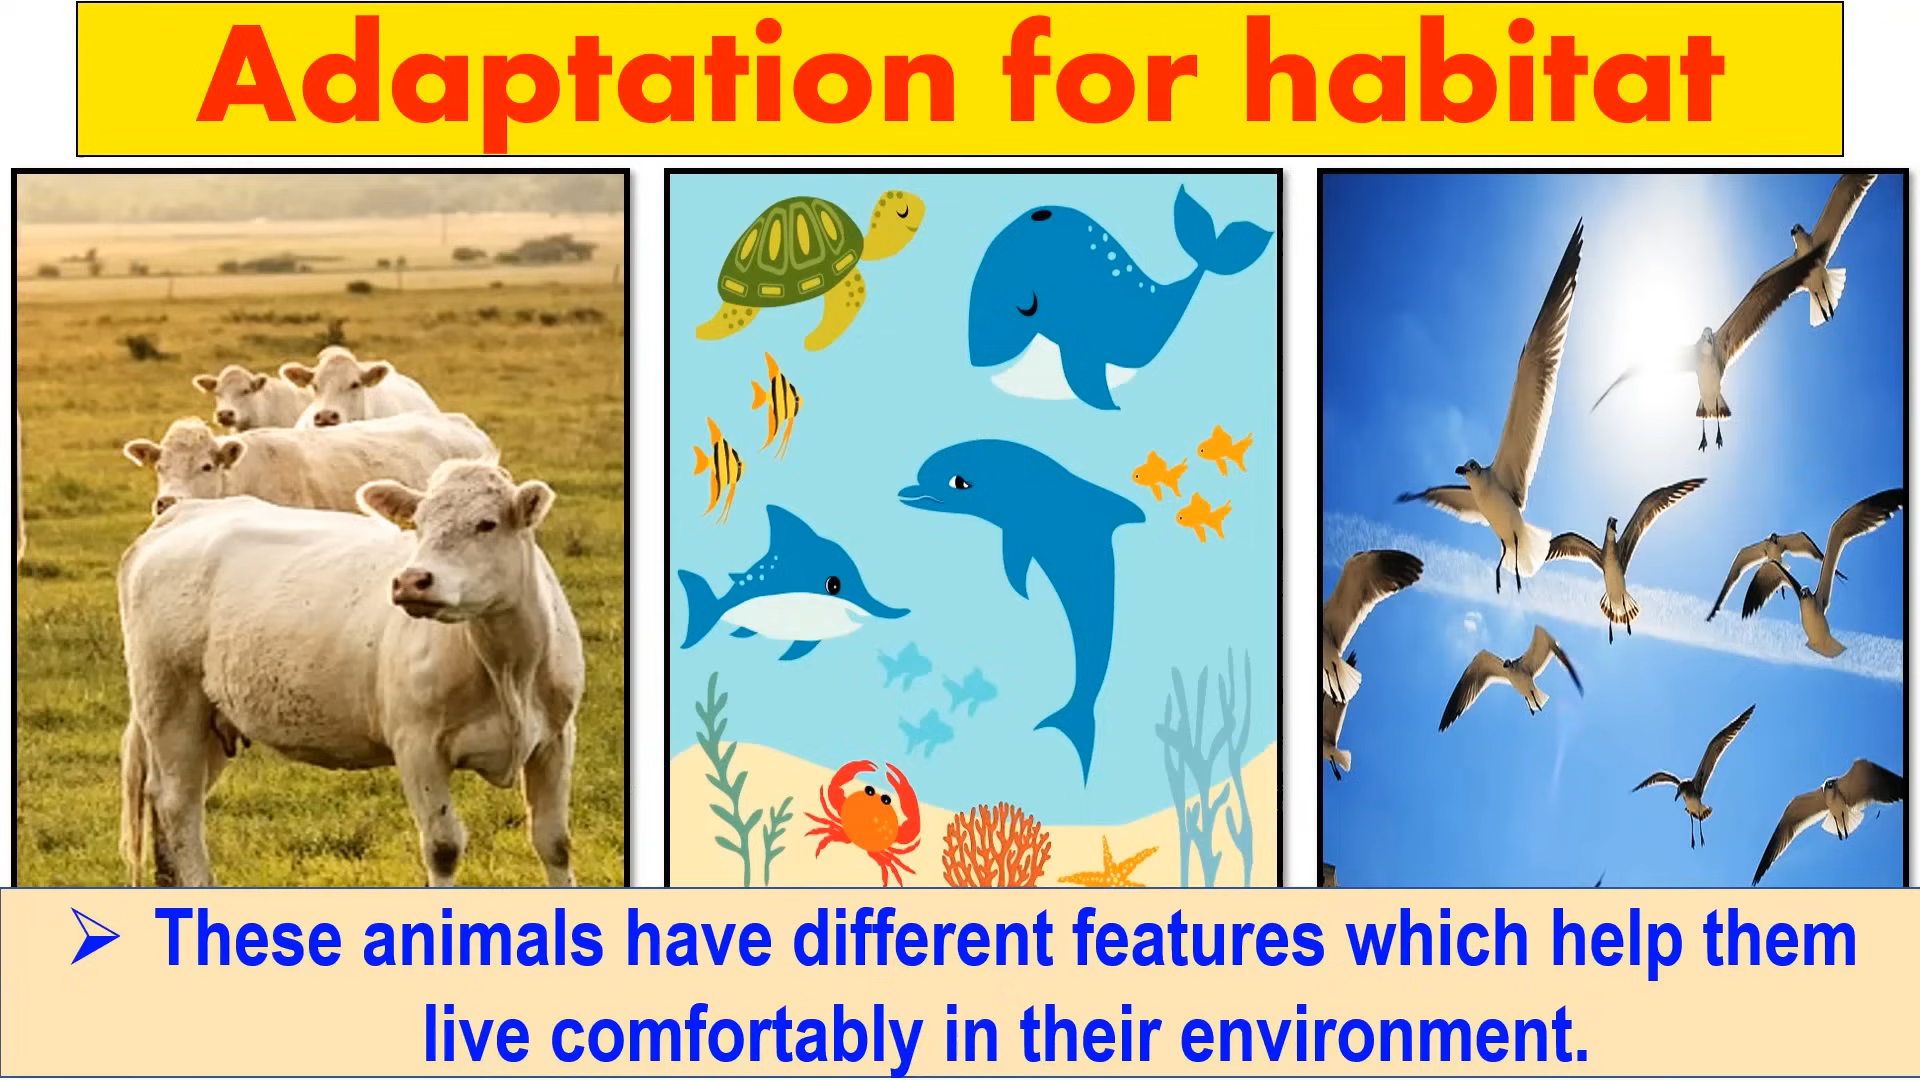 Adaptation for habitat
➢ These animals have different features which help them
live comfortably in their environment.